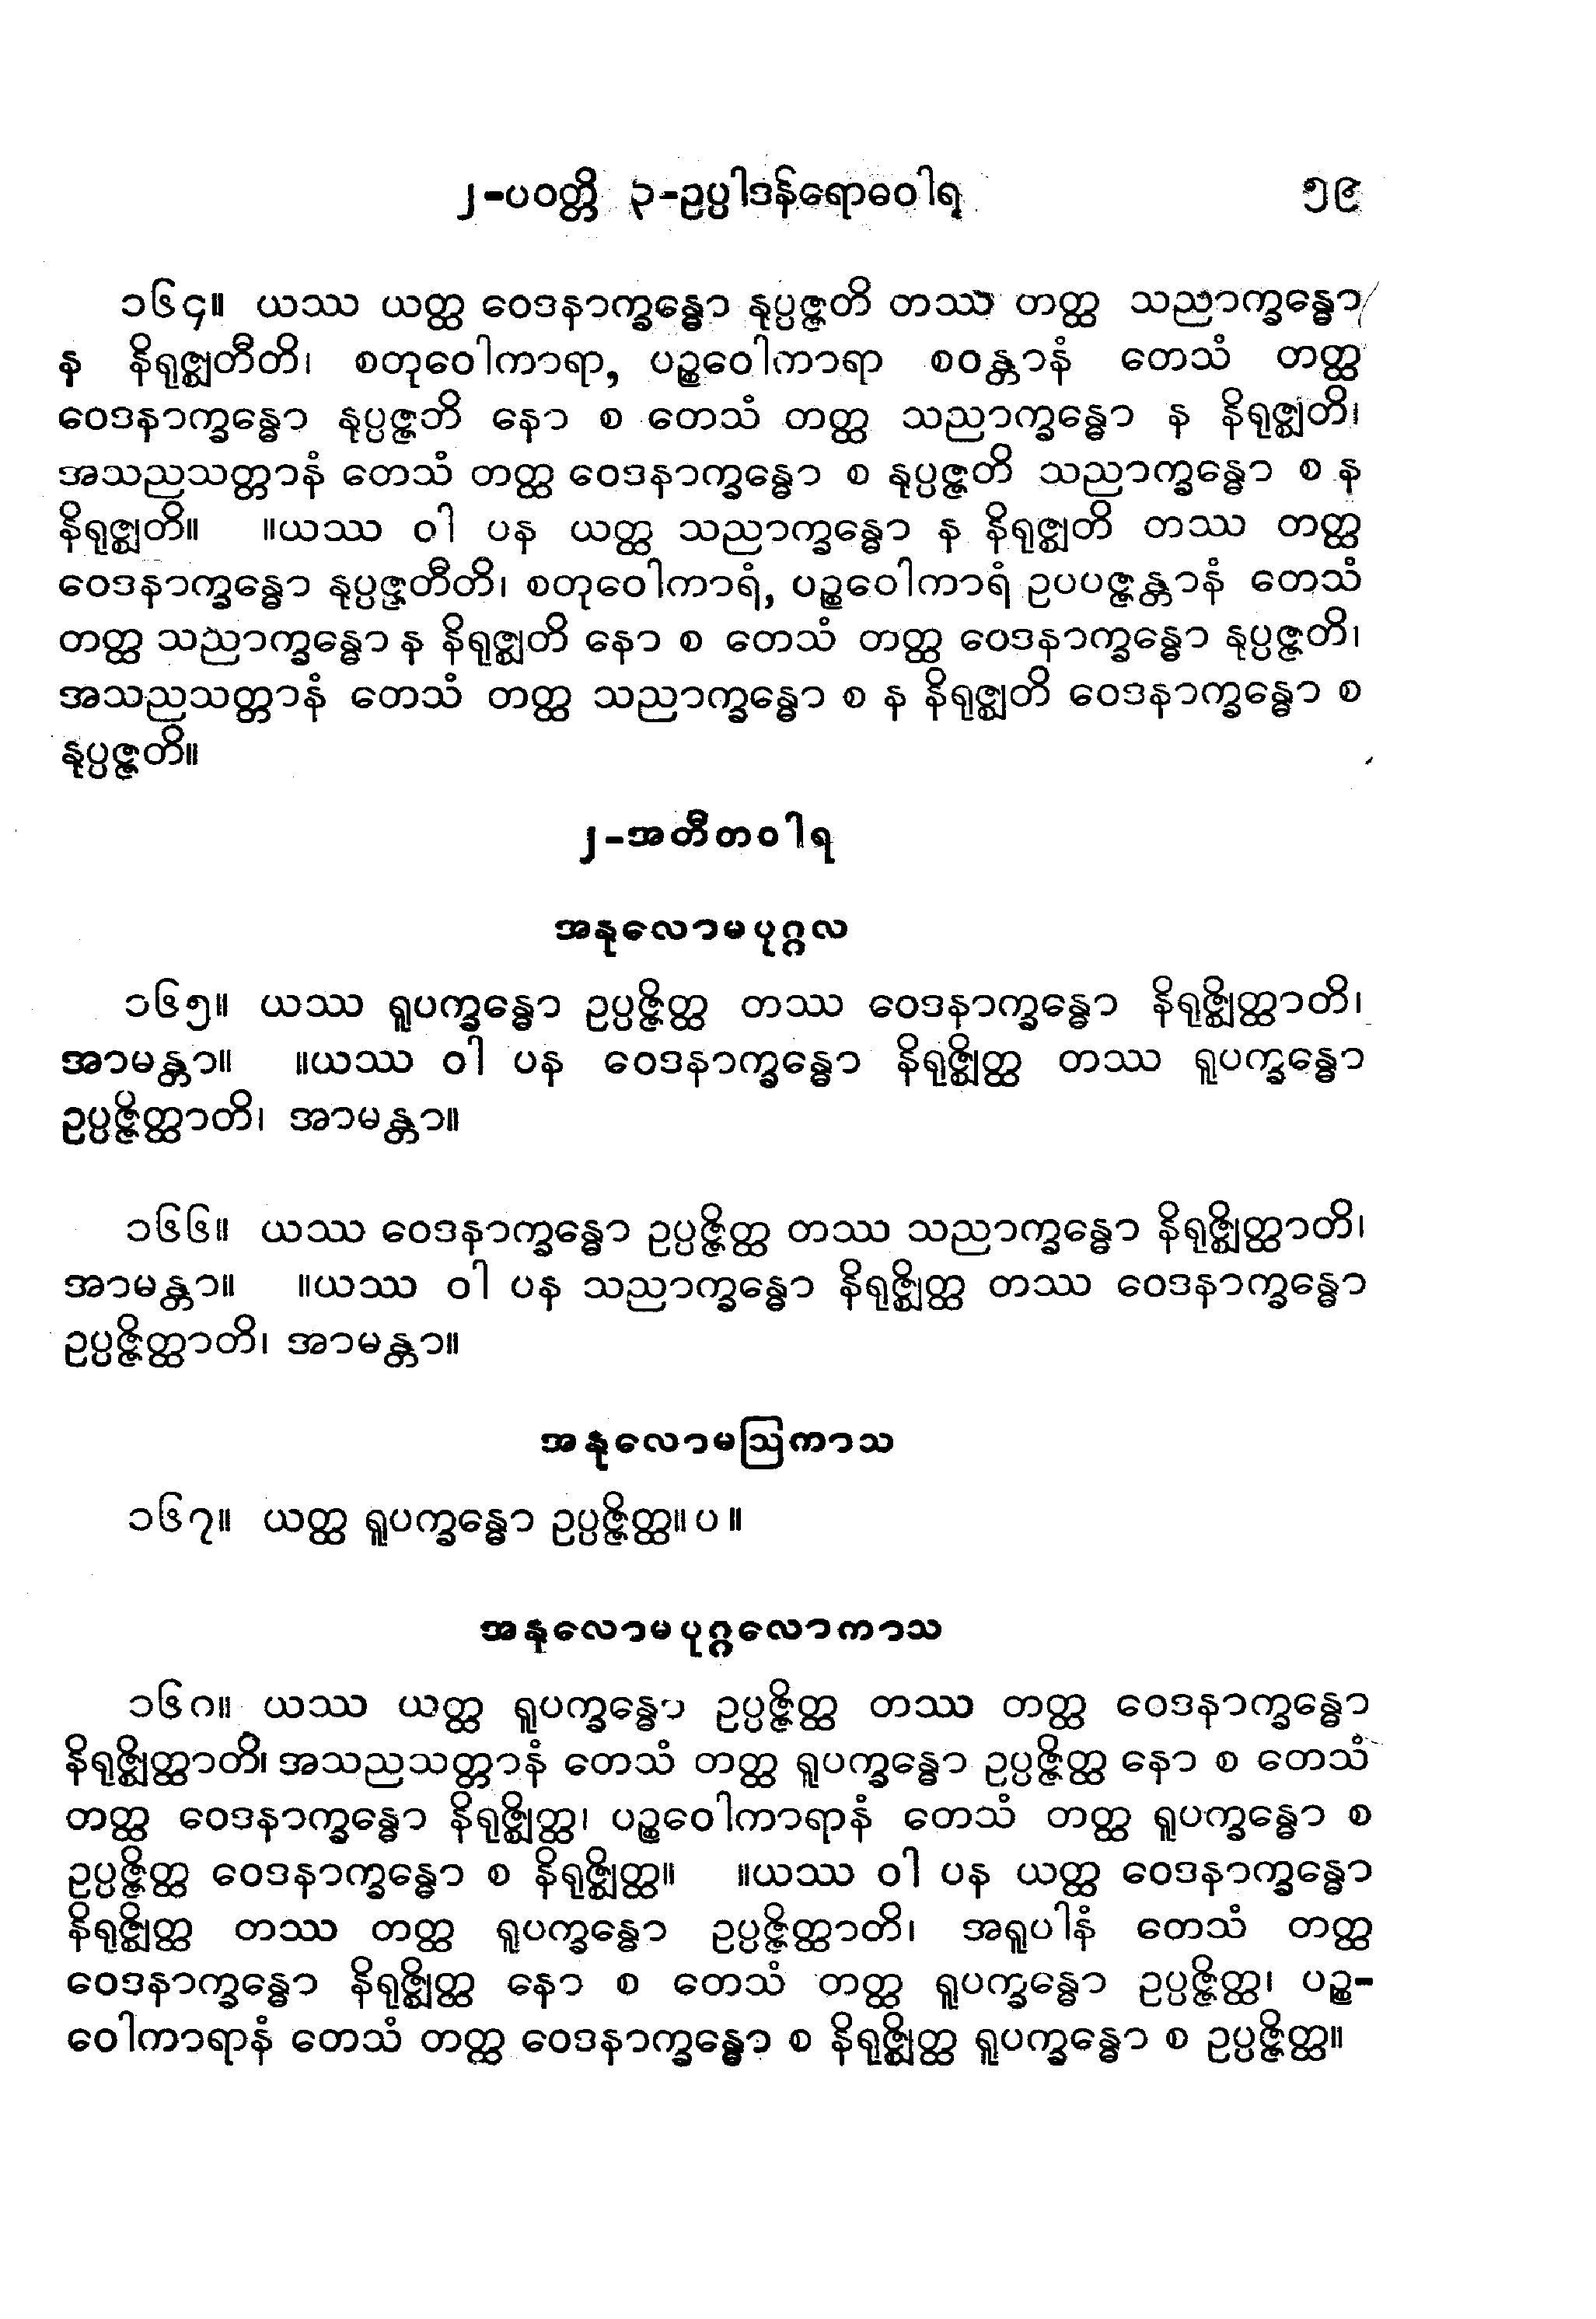 ၂-ပဝတ္တိ ၃-ဥပ္ပါဒနိရောဓဝါရ ၅၉
၁၆၄။ ယဿ ယတ္ထ ဝေဒနာက္ခန္ဓော နုပ္ပဇ္ဇတိ တဿ တတ္ထ သညာက္ခန္ဓော
န နိရုဇ္ဈတီတိ၊ စတုဝေါကာရာ, ပဉ္စဝေါကာရာ စဝန္တာနံ တေသံ တတ္ထ
ဝေဒနာက္ခန္ဓော နုပ္ပဇ္ဇတိ နော စ တေသံ တတ္ထ သညာက္ခန္ဓော န နိရုဇ္ဈတိ၊
အသညသတ္တာနံ တေသံ တတ္ထ ဝေဒနာက္ခန္ဓော စ နုပ္ပဇ္ဇတိ သညာက္ခန္ဓော စ န
နိရုဇ္ဈတိ။ ။ယဿ ဝါ ပန ယတ္ထ သညာက္ခန္ဓော န နိရုဇ္ဈတိ တဿ တတ္ထ
ဝေဒနာက္ခန္ဓော နုပ္ပဇ္ဇတီတိ၊ စတုဝေါကာရံ, ပဉ္စဝေါကာရံ ဥပပဇ္ဇန္တာနံ တေသံ
တတ္ထ သညာက္ခန္ဓော န နိရုဇ္ဈတိ နော စ တေသံ တတ္ထ ဝေဒနာက္ခန္ဓော နုပ္ပဇ္ဇတိ၊
အသညသတ္တာနံ တေသံ တတ္ထ သညာက္ခန္ဓော စ န နိရုဇ္ဈတိ ဝေဒနာက္ခန္ဓော စ
နုပ္ပဇ္ဇတိ။
၂-အတီတဝါရ
အနုလောမပုဂ္ဂလ
၁၆၅။ ယဿ ရူပက္ခန္ဓော ဥပ္ပဇ္ဇိတ္ထ တဿ ဝေဒနာက္ခန္ဓော နိရုဇ္ဈိတ္ထာတိ၊
အာမန္တာ။ ။ယဿ ဝါ ပန ဝေဒနာက္ခန္ဓော နိရုဇ္ဈိတ္ထ တဿ ရူပက္ခန္ဓော
ဥပ္ပဇ္ဇိတ္ထာတိ၊ အာမန္တာ။
၁၆၆။ ယဿ ဝေဒနာက္ခန္ဓော ဥပ္ပဇ္ဇိတ္ထ တဿ သညာက္ခန္ဓော နိရုဇ္ဈိတ္ထာတိ၊
အာမန္တာ။ ။ယဿ ဝါ ပန သညာက္ခန္ဓော နိရုဇ္ဈိတ္ထ တဿ ဝေဒနာက္ခန္ဓော
ဥပ္ပဇ္ဇိတ္ထာတိ၊ အာမန္တာ။
အနုလောမဩကာသ
၁၆၇။ ယတ္ထ ရူပက္ခန္ဓော ဥပ္ပဇ္ဇိတ္ထ။ ပ ။
အနုလောမပုဂ္ဂလောကာသ
၁၆၈။ ယဿ ယတ္ထ ရူပက္ခန္ဓော ဥပ္ပဇ္ဇိတ္ထ တဿ တတ္ထ ဝေဒနာက္ခန္ဓော
နိရုဇ္ဈိတ္ထာတိ၊ အသညသတ္တာနံ တေသံ တတ္ထ ရူပက္ခန္ဓော ဥပ္ပဇ္ဇိတ္ထ နော စ တေသံ
တတ္ထ ဝေဒနာက္ခန္ဓော နိရုဇ္ဈိတ္ထ၊ ပဉ္စဝေါကာရာနံ တေသံ တတ္ထ ရူပက္ခန္ဓော စ
ဥပ္ပဇ္ဇိတ္ထ ဝေဒနာက္ခန္ဓော စ နိရုဇ္ဈိတ္ထ။ ။ယဿ ဝါ ပန ယတ္ထ ဝေဒနာက္ခန္ဓော
နိရုဇ္ဈိတ္ထ တဿ တတ္ထ ရူပက္ခန္ဓော ဥပ္ပဇ္ဇိတ္ထာတိ၊ အရူပါနံ တေသံ တတ္ထ
ဝေဒနာက္ခန္ဓော နိရုဇ္ဈိတ္ထ နော စ တေသံ တတ္ထ ရူပက္ခန္ဓော ဥပ္ပဇ္ဇိတ္ထ၊ ပဉ္စ-
ဝေါကာရာနံ တေသံ တတ္ထ ဝေဒနာက္ခန္ဓော စ နိရုဇ္ဈိတ္ထ ရူပက္ခန္ဓော စ ဥပ္ပဇ္ဇိတ္ထ။